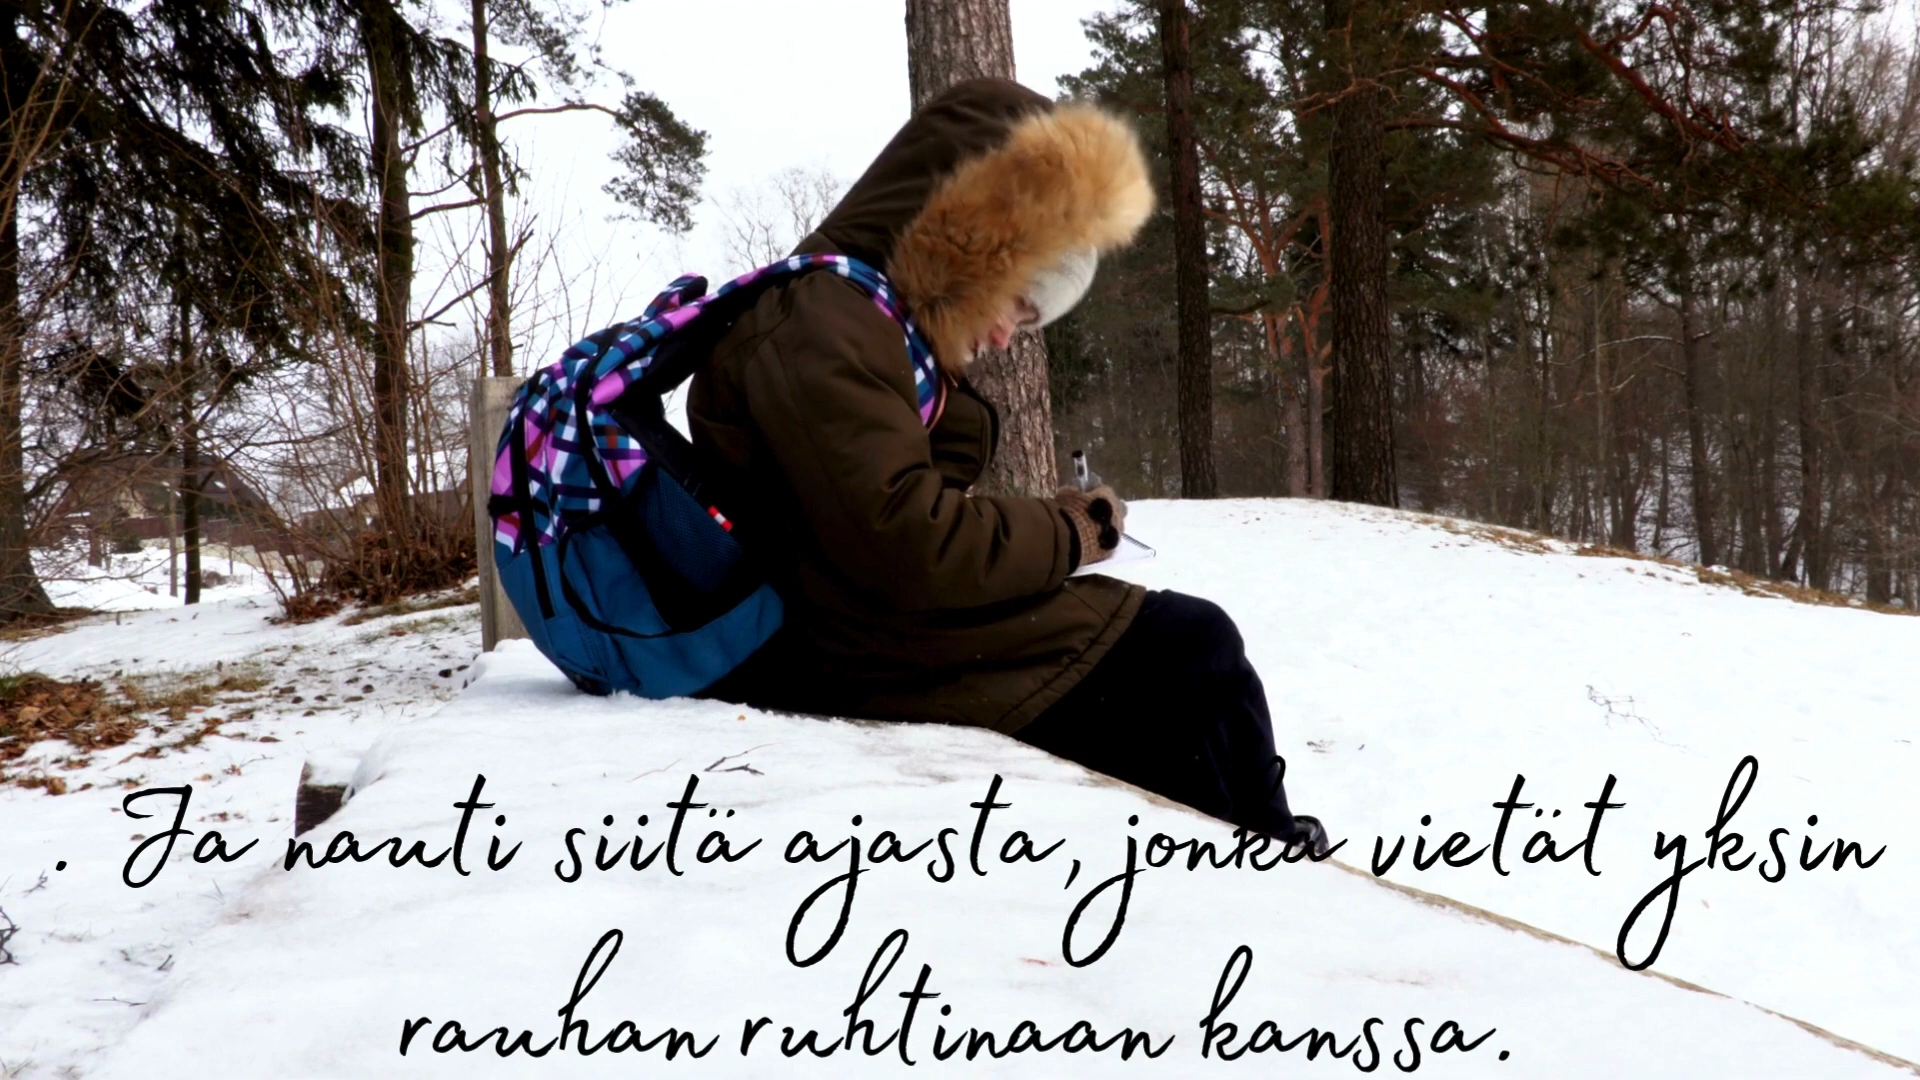 . Ja nauti siitä ajasta, jonka vietät yksin
rauhan ruhtinaan kanssa.